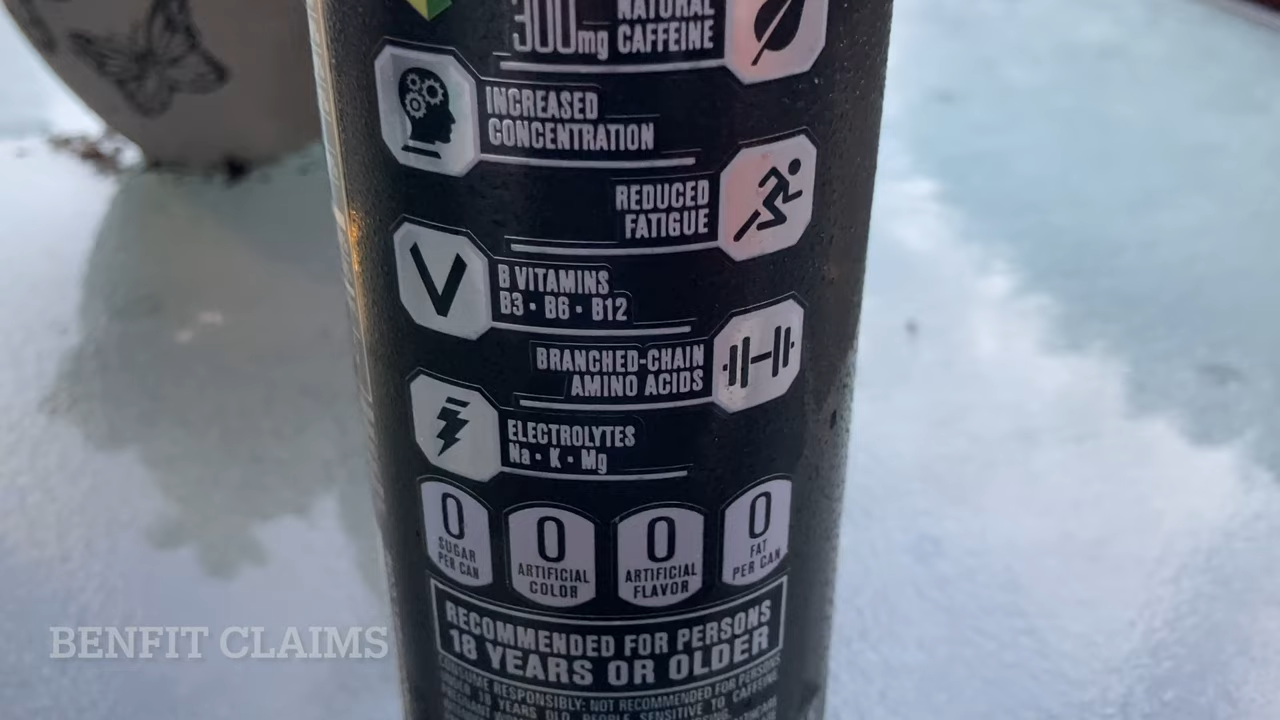 300mg NATURAL
CAFFEINE
INCREASED
CONCENTRATION
REDUCED
FATIGUE
V
B VITAMINS
B3 · B6 · B12
BRANCHED-CHAIN
AMINO ACIDS
ELECTROLYTES
Na · K · Mg
0
SUGAR
PER CAN
0
ARTIFICIAL
COLOR
0
ARTIFICIAL
FLAVOR
0
FAT
PER CAN
RECOMMENDED FOR PERSONS
18 YEARS OR OLDER
CONSUME RESPONSIBLY: NOT RECOMMENDED FOR PERSONS
UNDER 18 YEARS OLD, PEOPLE SENSITIVE TO CAFFEINE
BENFIT CLAIMS